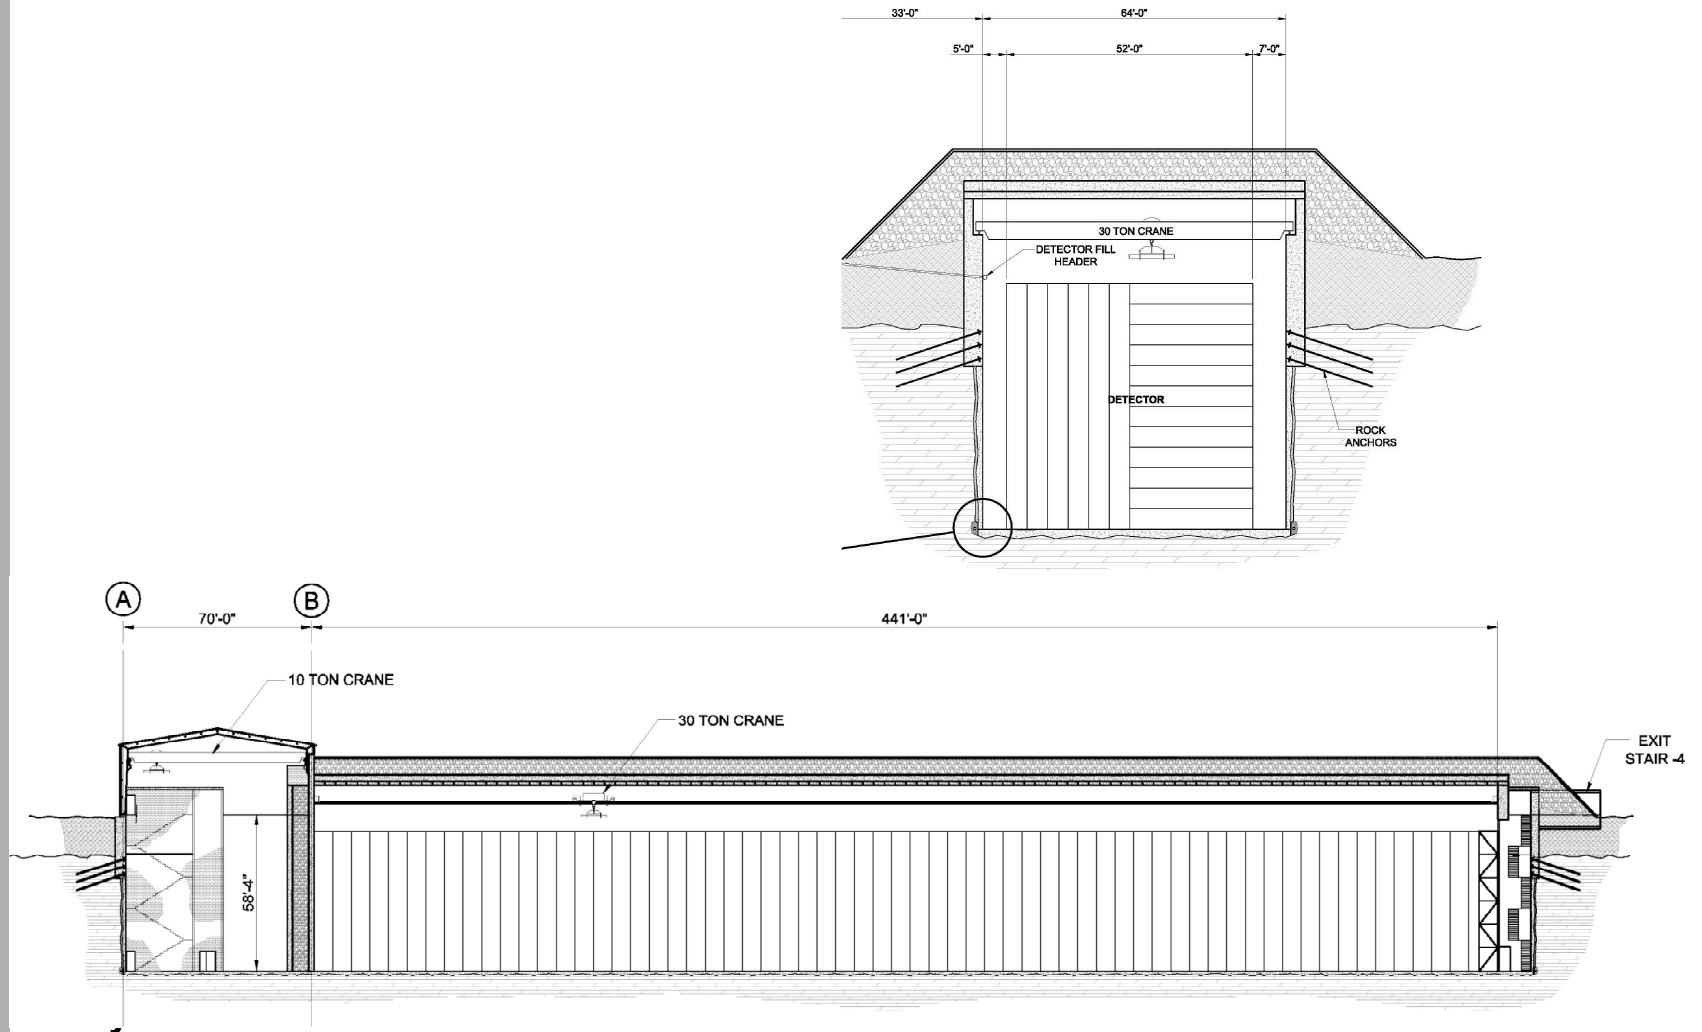 33'-0"
64'-0"
5'-0"
52'-0"
7'-0"
30 TON CRANE
DETECTOR FILL
HEADER
DETECTOR
ROCK
ANCHORS
A
B
70'-0"
441'-0"
10 TON CRANE
30 TON CRANE
EXIT
STAIR -4
58'-4"